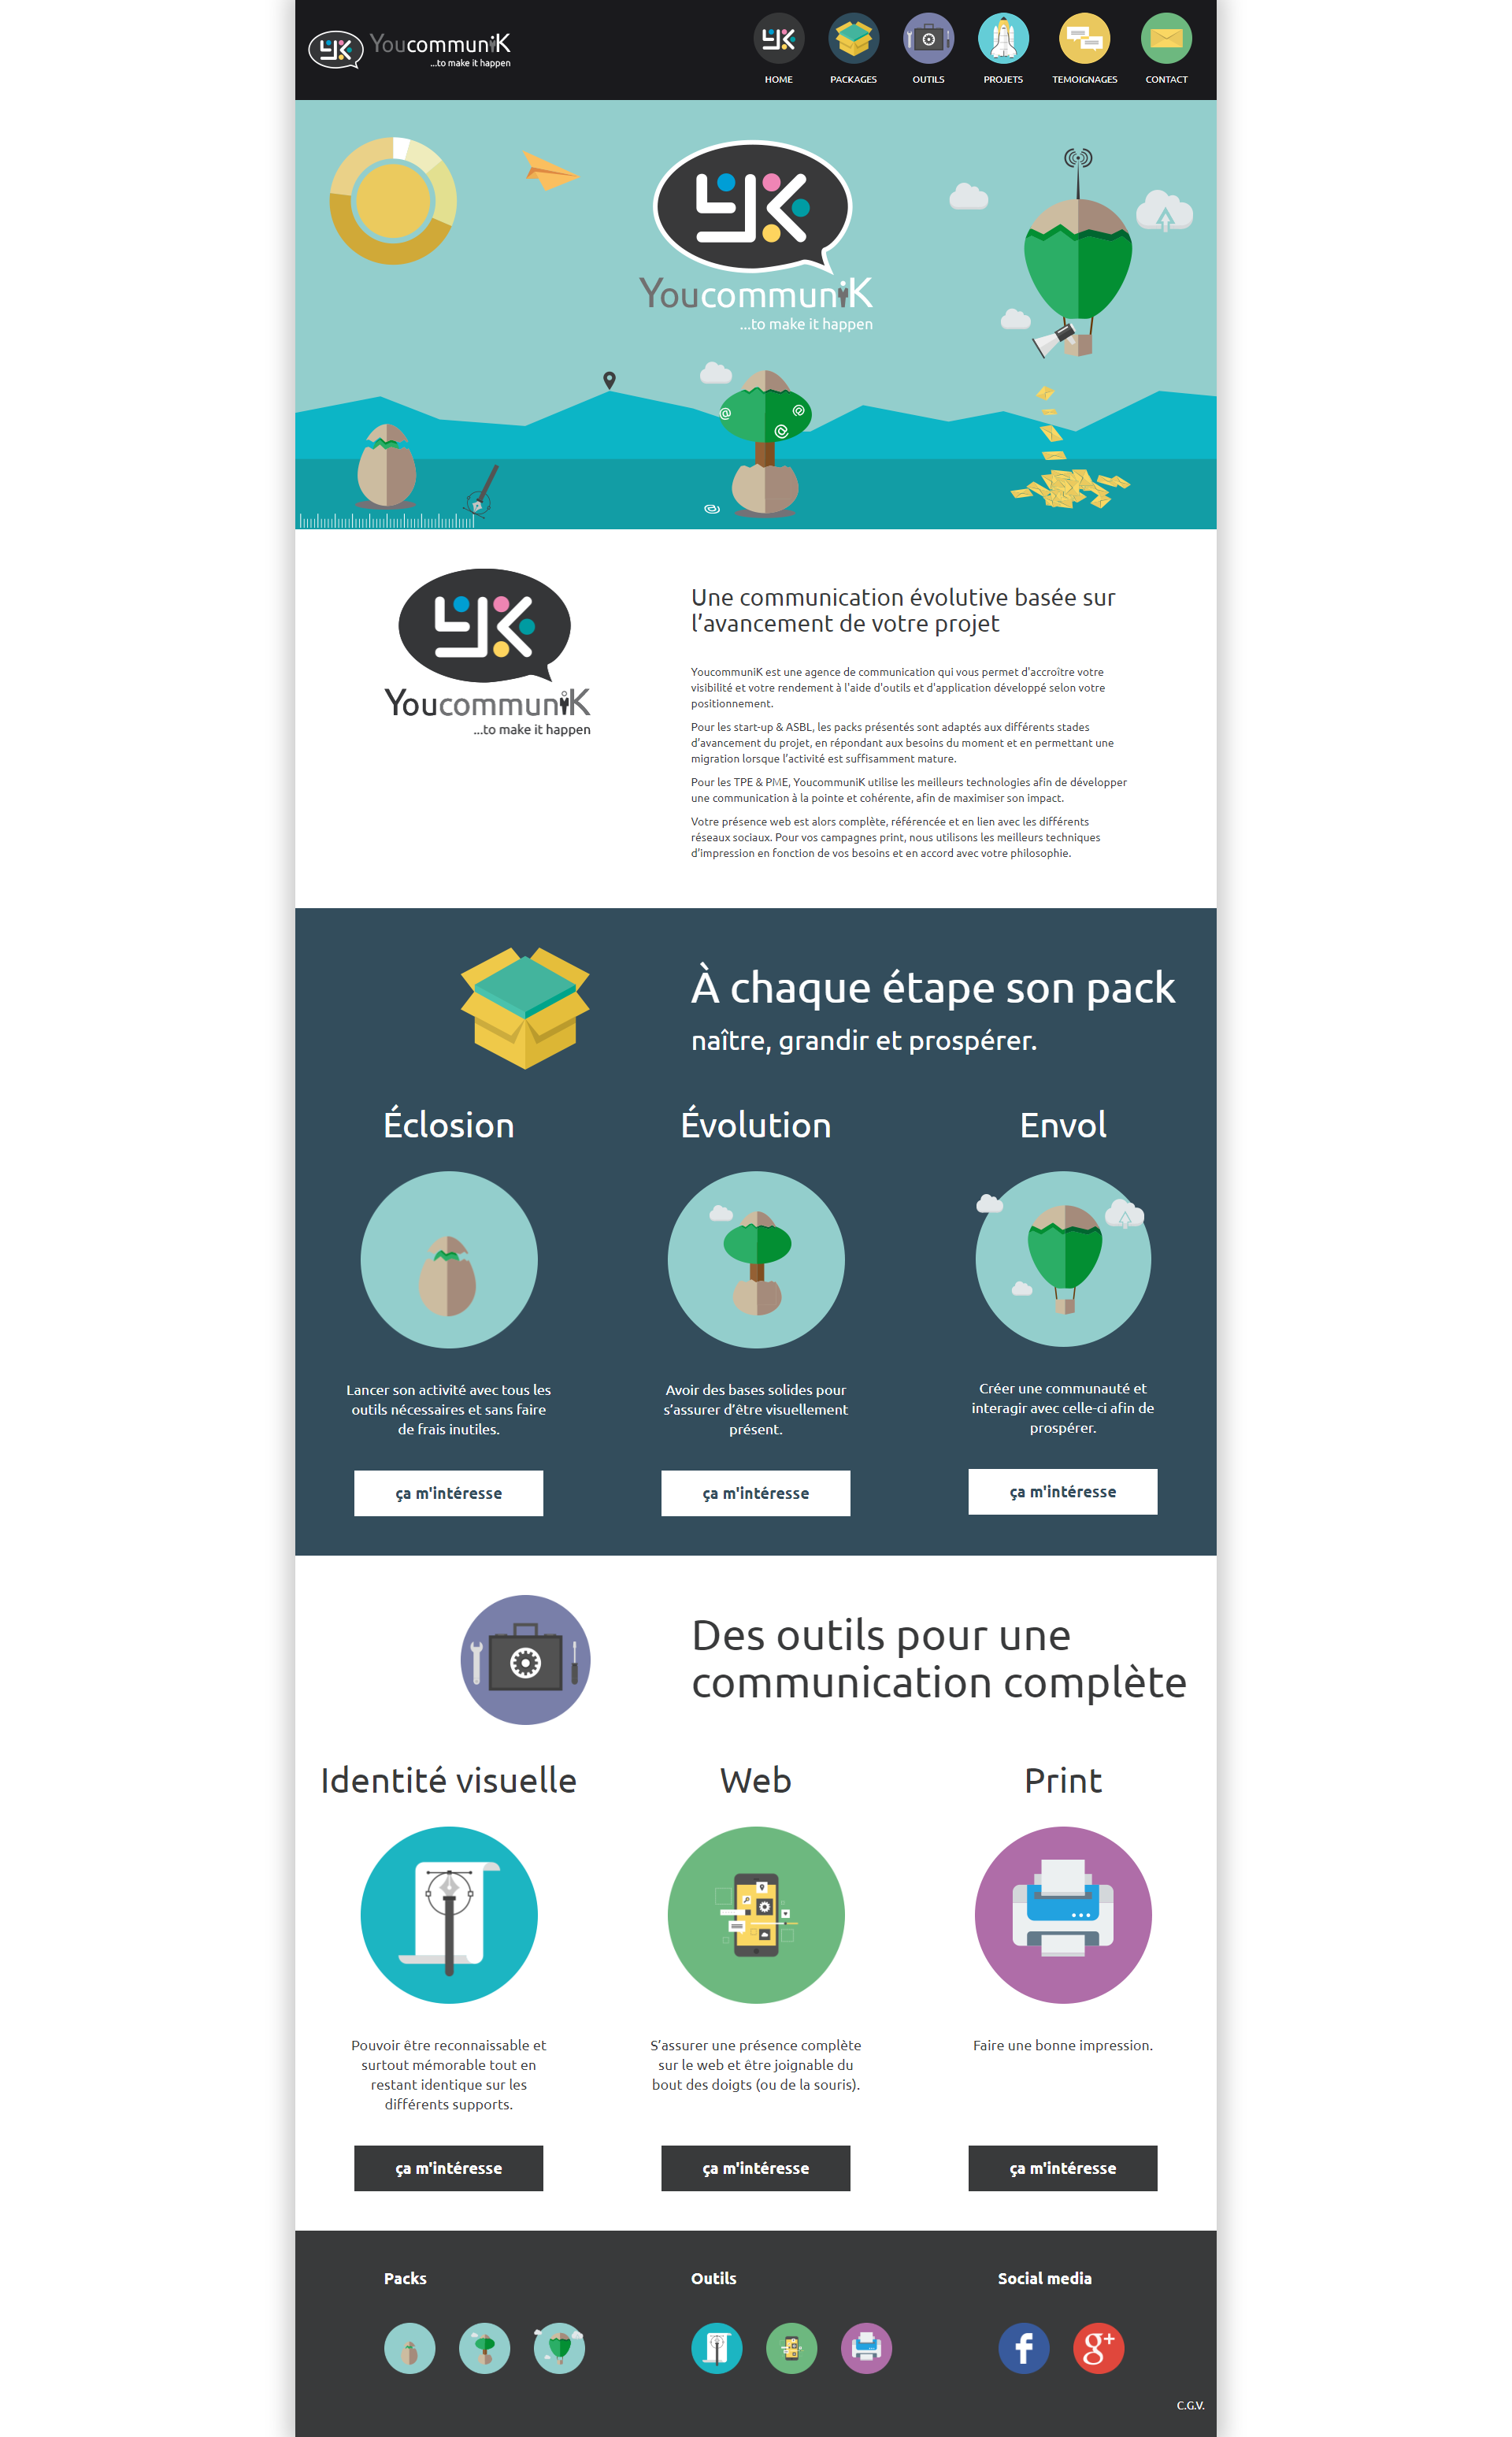 YoucommuniK
...to make it happen
HOME
PACKAGES
OUTILS
PROJETS
TEMOIGNAGES
CONTACT
YoucommuniK
...to make it happen
YoucommuniK
...to make it happen
Une communication évolutive basée sur
l’avancement de votre projet
YoucommuniK est une agence de communication qui vous permet d'accroître votre
visibilité et votre rendement à l'aide d'outils et d'application développé selon votre
positionnement.
Pour les start-up & ASBL, les packs présentés sont adaptés aux différents stades
d’avancement du projet, en répondant aux besoins du moment et en permettant une
migration lorsque l’activité est suffisamment mature.
Pour les TPE & PME, YoucommuniK utilise les meilleurs technologies afin de développer
une communication à la pointe et cohérente, afin de maximiser son impact.
Votre présence web est alors complète, référencée et en lien avec les différents
réseaux sociaux. Pour vos campagnes print, nous utilisons les meilleurs techniques
d’impression en fonction de vos besoins et en accord avec votre philosophie.
À chaque étape son pack
naître, grandir et prospérer.
Éclosion
Évolution
Envol
Lancer son activité avec tous les
outils nécessaires et sans faire
de frais inutiles.
Avoir des bases solides pour
s’assurer d’être visuellement
présent.
Créer une communauté et
interagir avec celle-ci afin de
prospérer.
ça m'intéresse
ça m'intéresse
ça m'intéresse
Des outils pour une
communication complète
Identité visuelle
Web
Print
Pouvoir être reconnaissable et
surtout mémorable tout en
restant identique sur les
différents supports.
S’assurer une présence complète
sur le web et être joignable du
bout des doigts (ou de la souris).
Faire une bonne impression.
ça m'intéresse
ça m'intéresse
ça m'intéresse
Packs
Outils
Social media
f
g+
C.G.V.